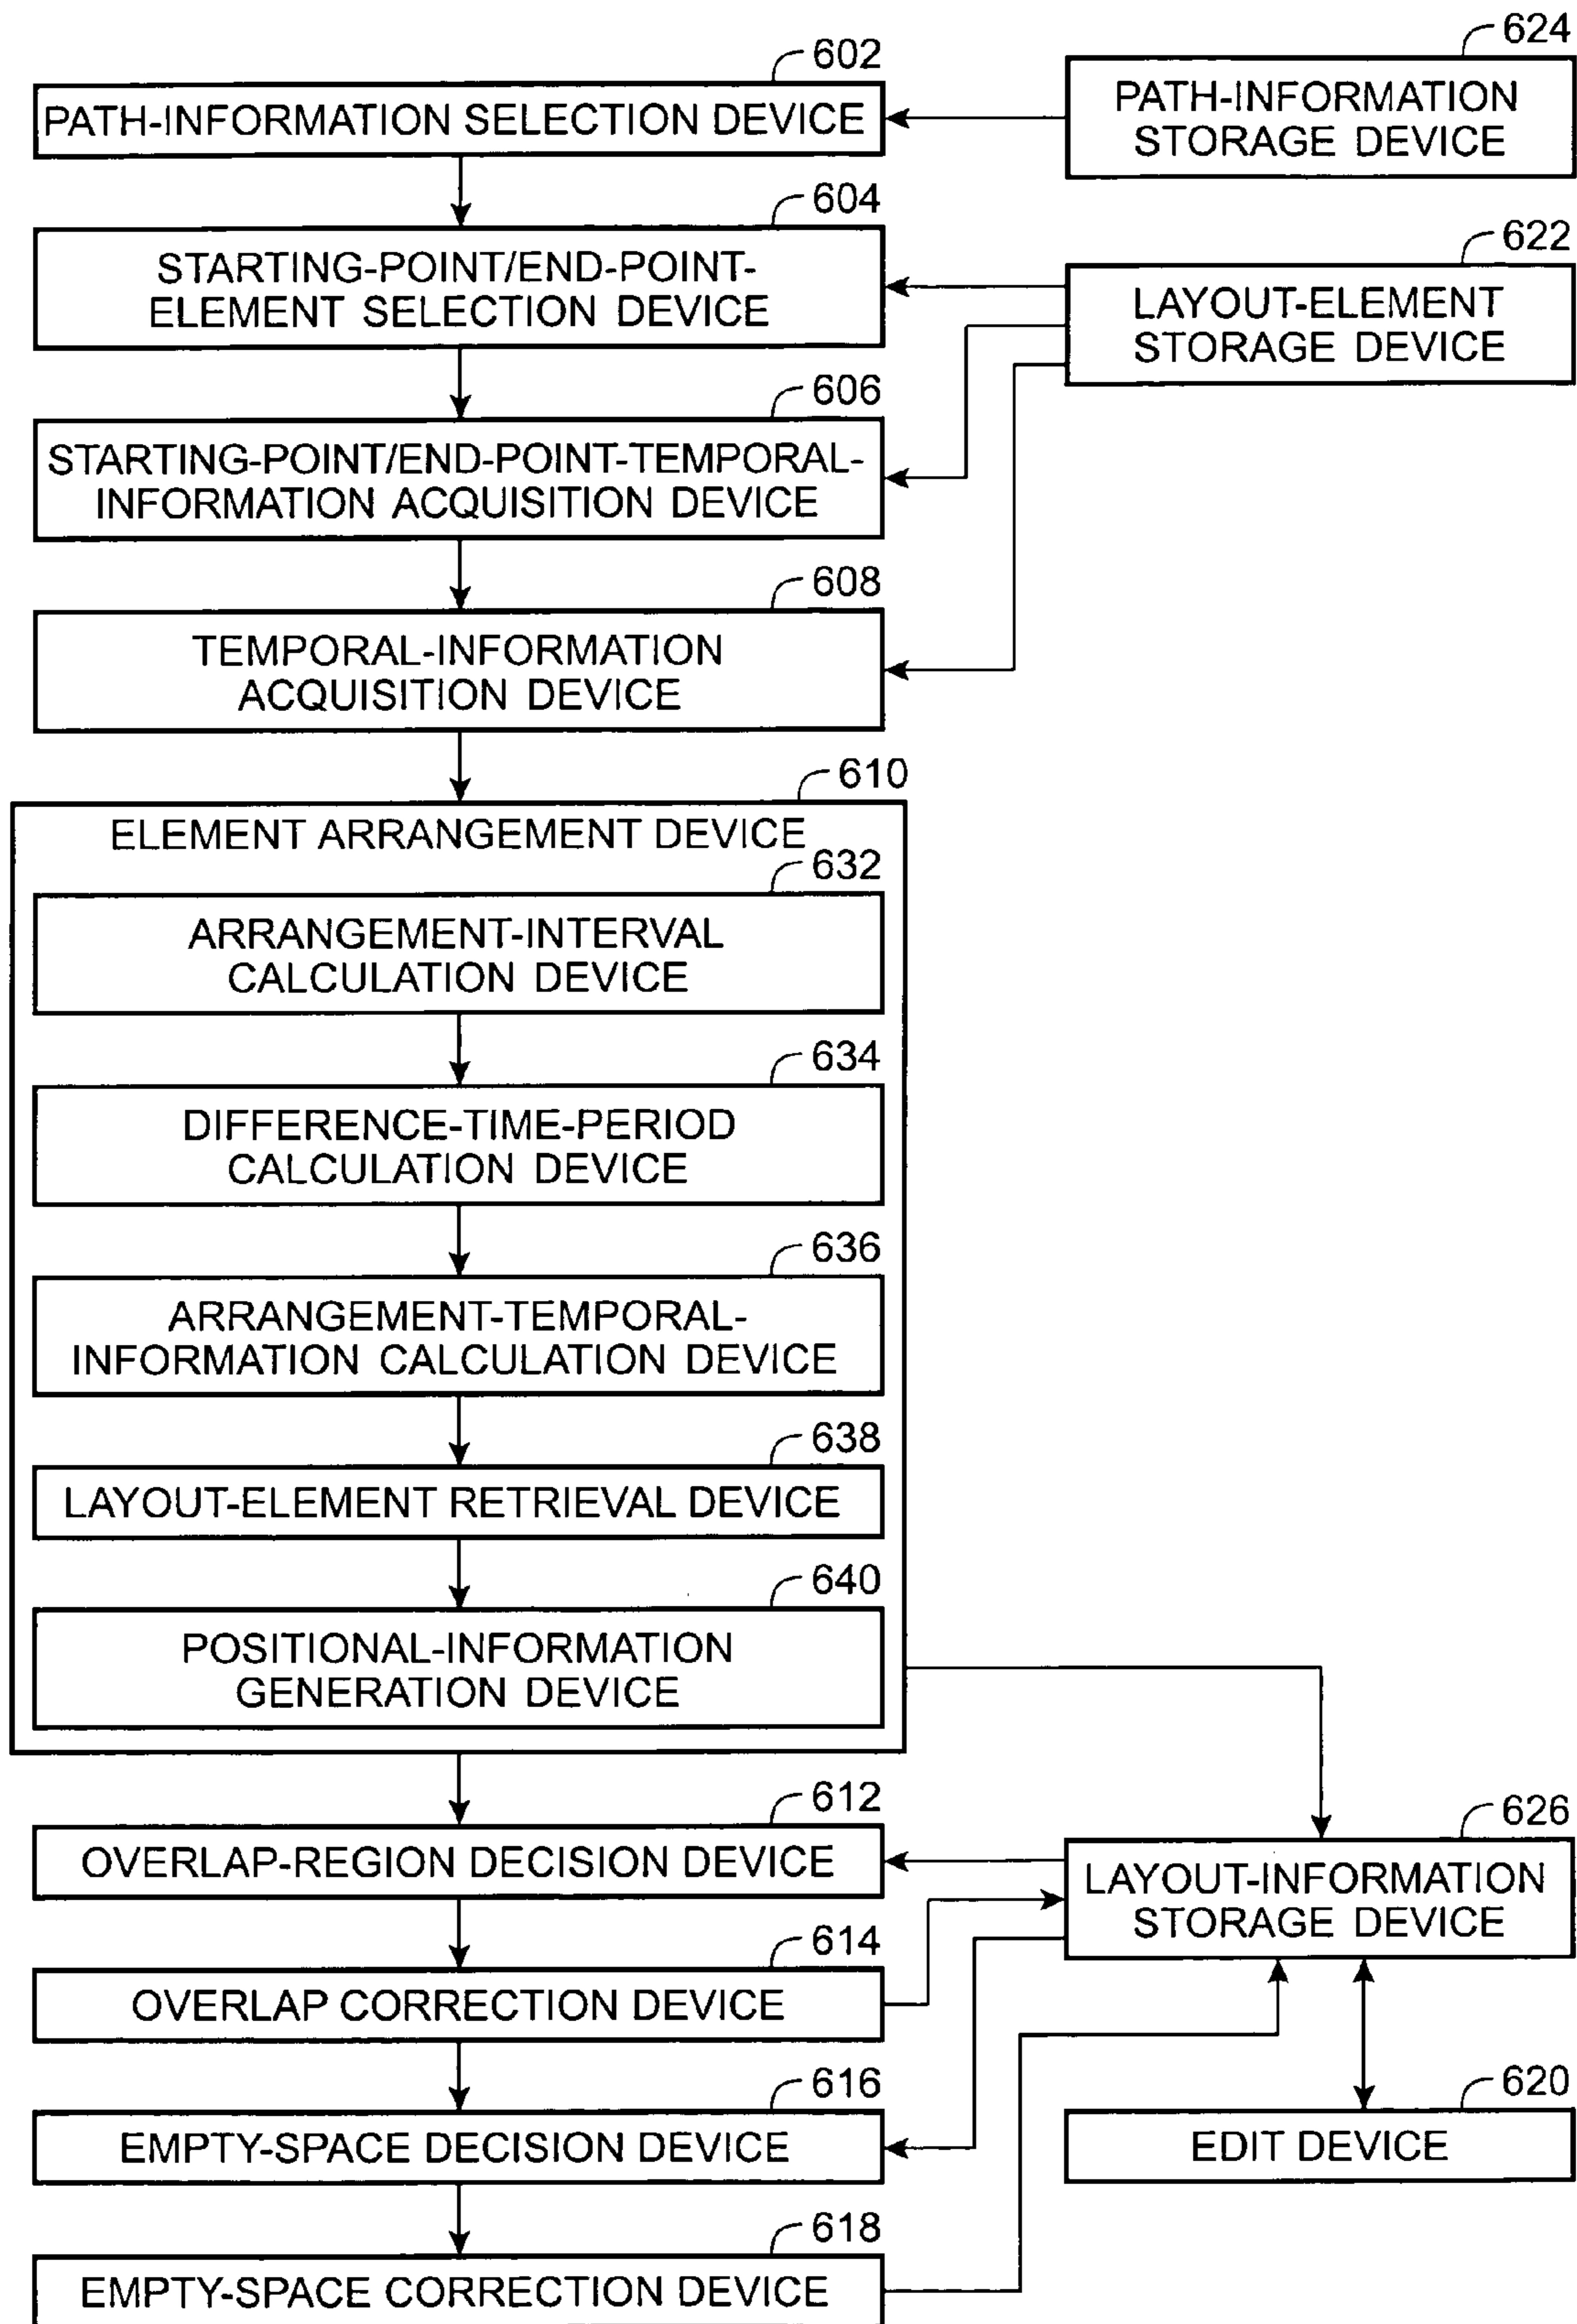 624
602
PATH-INFORMATION SELECTION DEVICE
PATH-INFORMATION
STORAGE DEVICE
604
STARTING-POINT/END-POINT-
ELEMENT SELECTION DEVICE
622
LAYOUT-ELEMENT
STORAGE DEVICE
606
STARTING-POINT/END-POINT-TEMPORAL-
INFORMATION ACQUISITION DEVICE
608
TEMPORAL-INFORMATION
ACQUISITION DEVICE
610
ELEMENT ARRANGEMENT DEVICE
632
ARRANGEMENT-INTERVAL
CALCULATION DEVICE
634
DIFFERENCE-TIME-PERIOD
CALCULATION DEVICE
636
ARRANGEMENT-TEMPORAL-
INFORMATION CALCULATION DEVICE
638
LAYOUT-ELEMENT RETRIEVAL DEVICE
640
POSITIONAL-INFORMATION
GENERATION DEVICE
612
OVERLAP-REGION DECISION DEVICE
626
LAYOUT-INFORMATION
STORAGE DEVICE
614
OVERLAP CORRECTION DEVICE
616
EMPTY-SPACE DECISION DEVICE
620
EDIT DEVICE
618
EMPTY-SPACE CORRECTION DEVICE